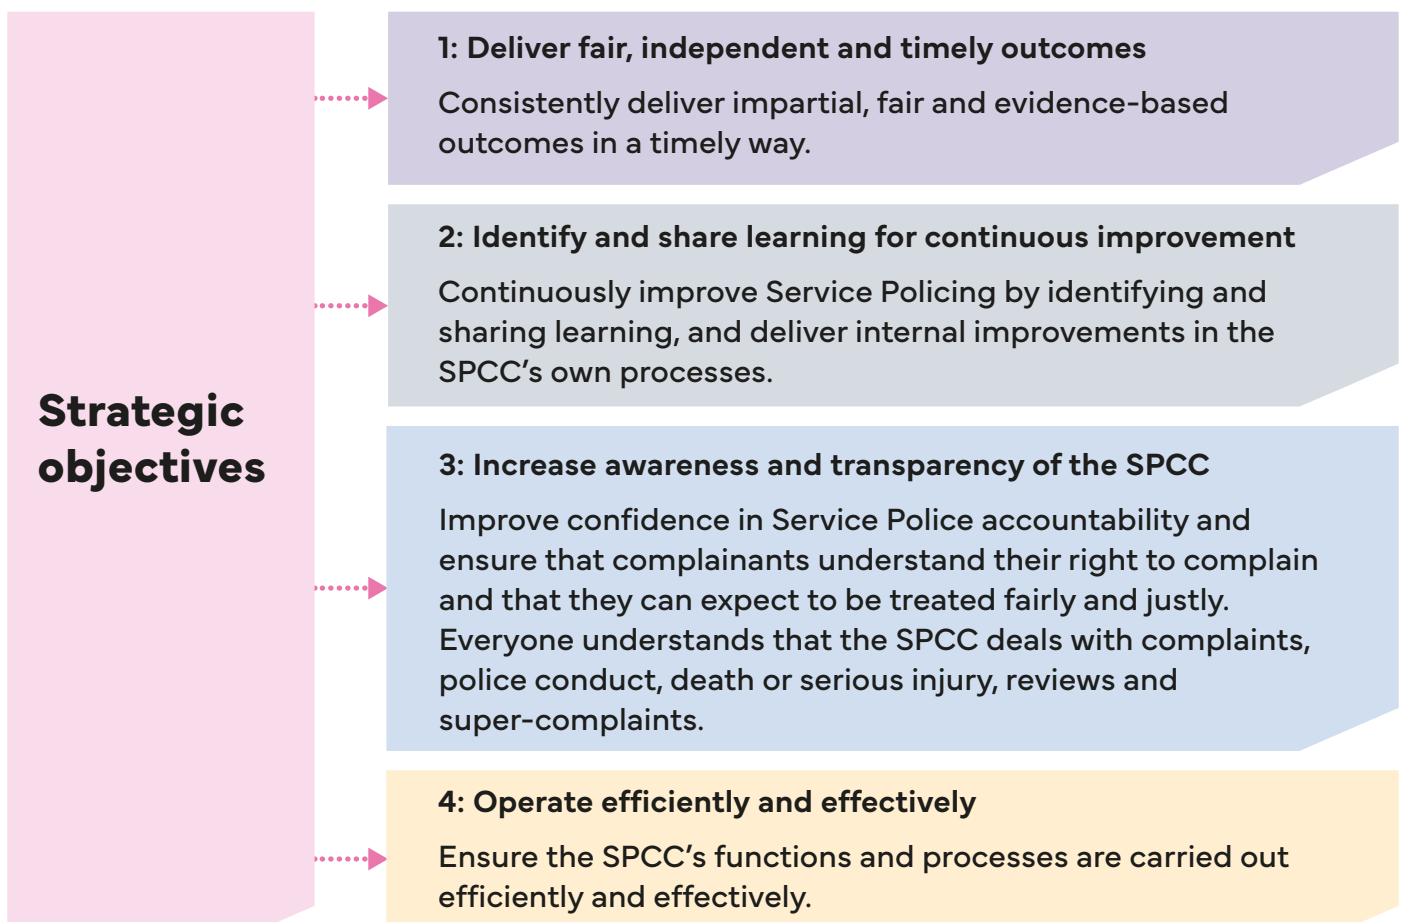 Strategic
objectives
1: Deliver fair, independent and timely outcomes
Consistently deliver impartial, fair and evidence-based
outcomes in a timely way.
2: Identify and share learning for continuous improvement
Continuously improve Service Policing by identifying and
sharing learning, and deliver internal improvements in the
SPCC’s own processes.
3: Increase awareness and transparency of the SPCC
Improve confidence in Service Police accountability and
ensure that complainants understand their right to complain
and that they can expect to be treated fairly and justly.
Everyone understands that the SPCC deals with complaints,
police conduct, death or serious injury, reviews and
super-complaints.
4: Operate efficiently and effectively
Ensure the SPCC’s functions and processes are carried out
efficiently and effectively.